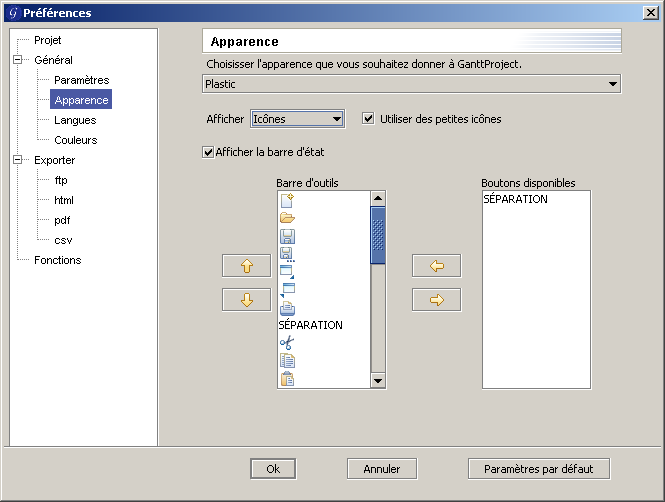 Préférences
Projet
Général
Paramètres
Apparence
Langues
Couleurs
Exporter
ftp
html
pdf
csv
Fonctions
Apparence
Choisisser l'apparence que vous souhaitez donner à GanttProject.
Plastic
Afficher Icônes Utiliser des petites icônes
Afficher la barre d'état
Barre d'outils
SÉPARATION
Boutons disponibles
SÉPARATION
Ok Annuler Paramètres par défaut